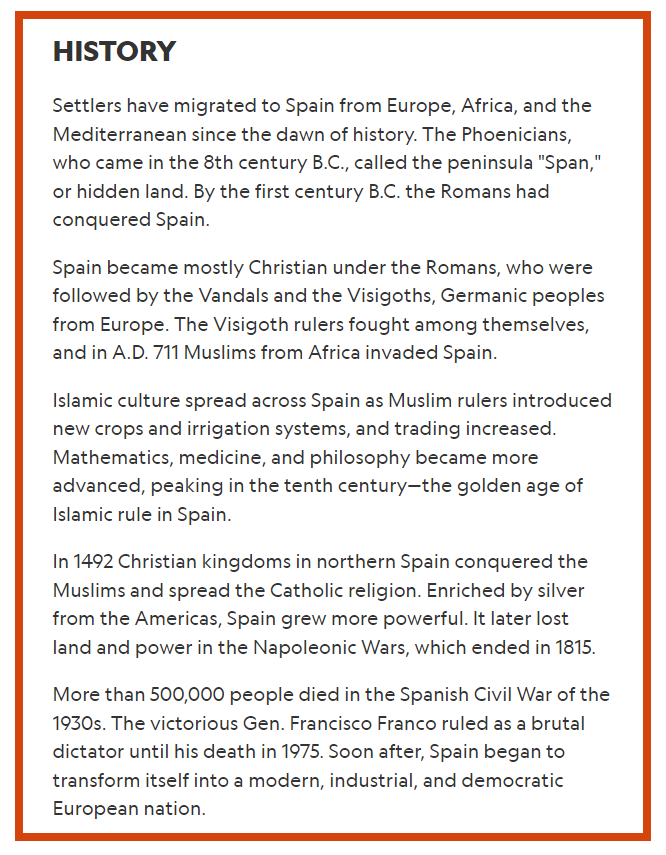 HISTORY
Settlers have migrated to Spain from Europe, Africa, and the
Mediterranean since the dawn of history. The Phoenicians,
who came in the 8th century B.C., called the peninsula "Span,"
or hidden land. By the first century B.C. the Romans had
conquered Spain.
Spain became mostly Christian under the Romans, who were
followed by the Vandals and the Visigoths, Germanic peoples
from Europe. The Visigoth rulers fought among themselves,
and in A.D. 711 Muslims from Africa invaded Spain.
Islamic culture spread across Spain as Muslim rulers introduced
new crops and irrigation systems, and trading increased.
Mathematics, medicine, and philosophy became more
advanced, peaking in the tenth century—the golden age of
Islamic rule in Spain.
In 1492 Christian kingdoms in northern Spain conquered the
Muslims and spread the Catholic religion. Enriched by silver
from the Americas, Spain grew more powerful. It later lost
land and power in the Napoleonic Wars, which ended in 1815.
More than 500,000 people died in the Spanish Civil War of the
1930s. The victorious Gen. Francisco Franco ruled as a brutal
dictator until his death in 1975. Soon after, Spain began to
transform itself into a modern, industrial, and democratic
European nation.